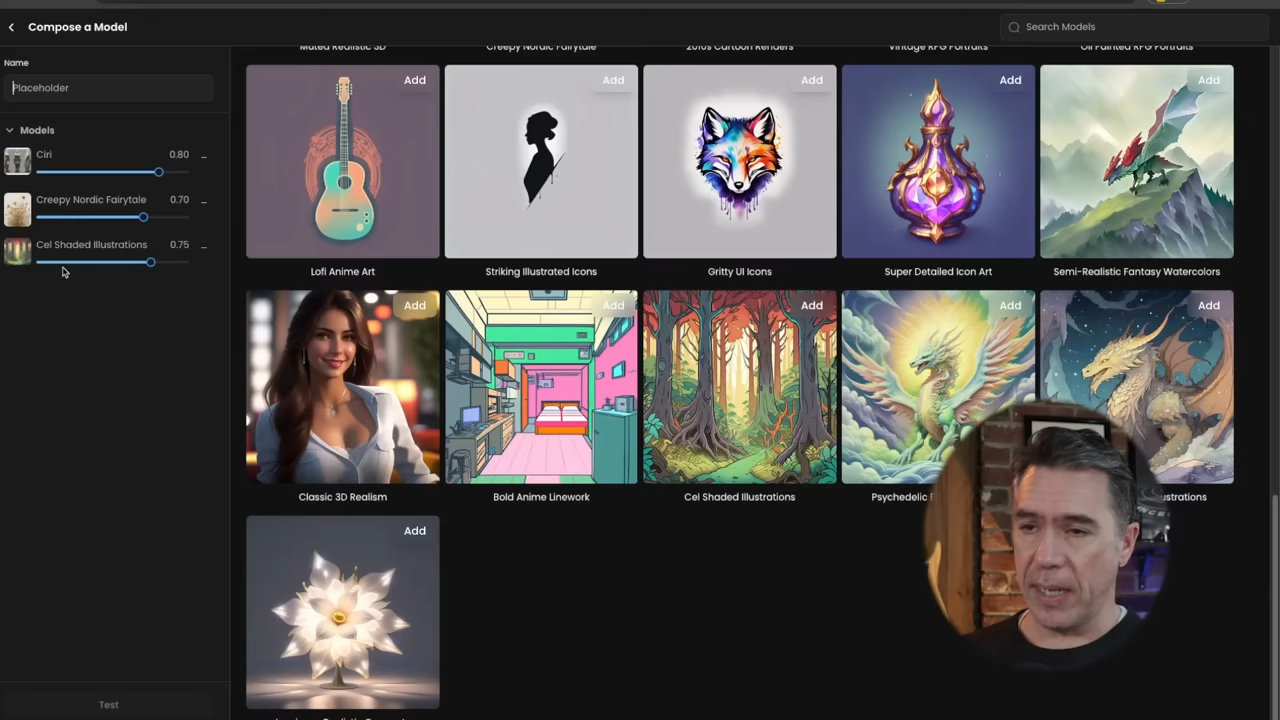 Compose a Model
Search Models
Name
Placeholder
Models
Ciri 0.80
Creepy Nordic Fairytale 0.70
Cel Shaded Illustrations 0.75
Test
Muted Realistic 3D
Creepy Nordic Fairytale
2010s Cartoon Renders
Vintage RPG Portraits
Oil Painted RPG Portraits
Add
Add
Add
Add
Add
Lofi Anime Art
Striking Illustrated Icons
Gritty UI Icons
Super Detailed Icon Art
Semi-Realistic Fantasy Watercolors
Add
Add
Add
Add
Add
Classic 3D Realism
Bold Anime Linework
Cel Shaded Illustrations
Psychedelic
Add